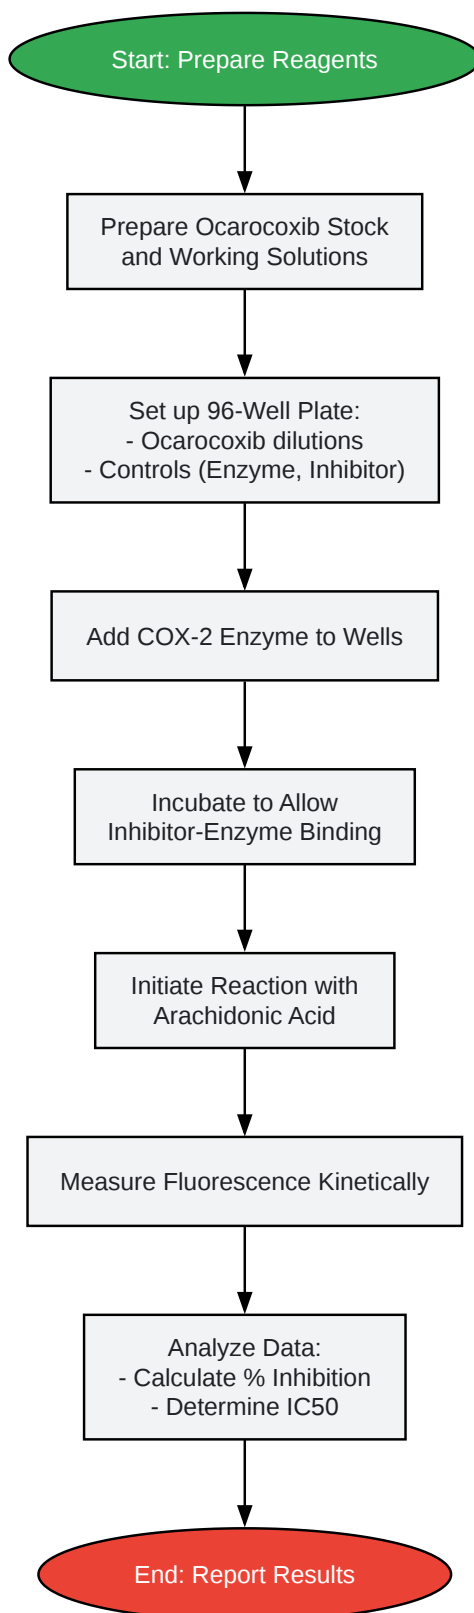 Start: Prepare Reagents
Prepare Ocarocoxib Stock
and Working Solutions
Set up 96-Well Plate:
- Ocarocoxib dilutions
- Controls (Enzyme, Inhibitor)
Add COX-2 Enzyme to Wells
Incubate to Allow
Inhibitor-Enzyme Binding
Initiate Reaction with
Arachidonic Acid
Measure Fluorescence Kinetically
Analyze Data:
- Calculate % Inhibition
- Determine IC50
End: Report Results